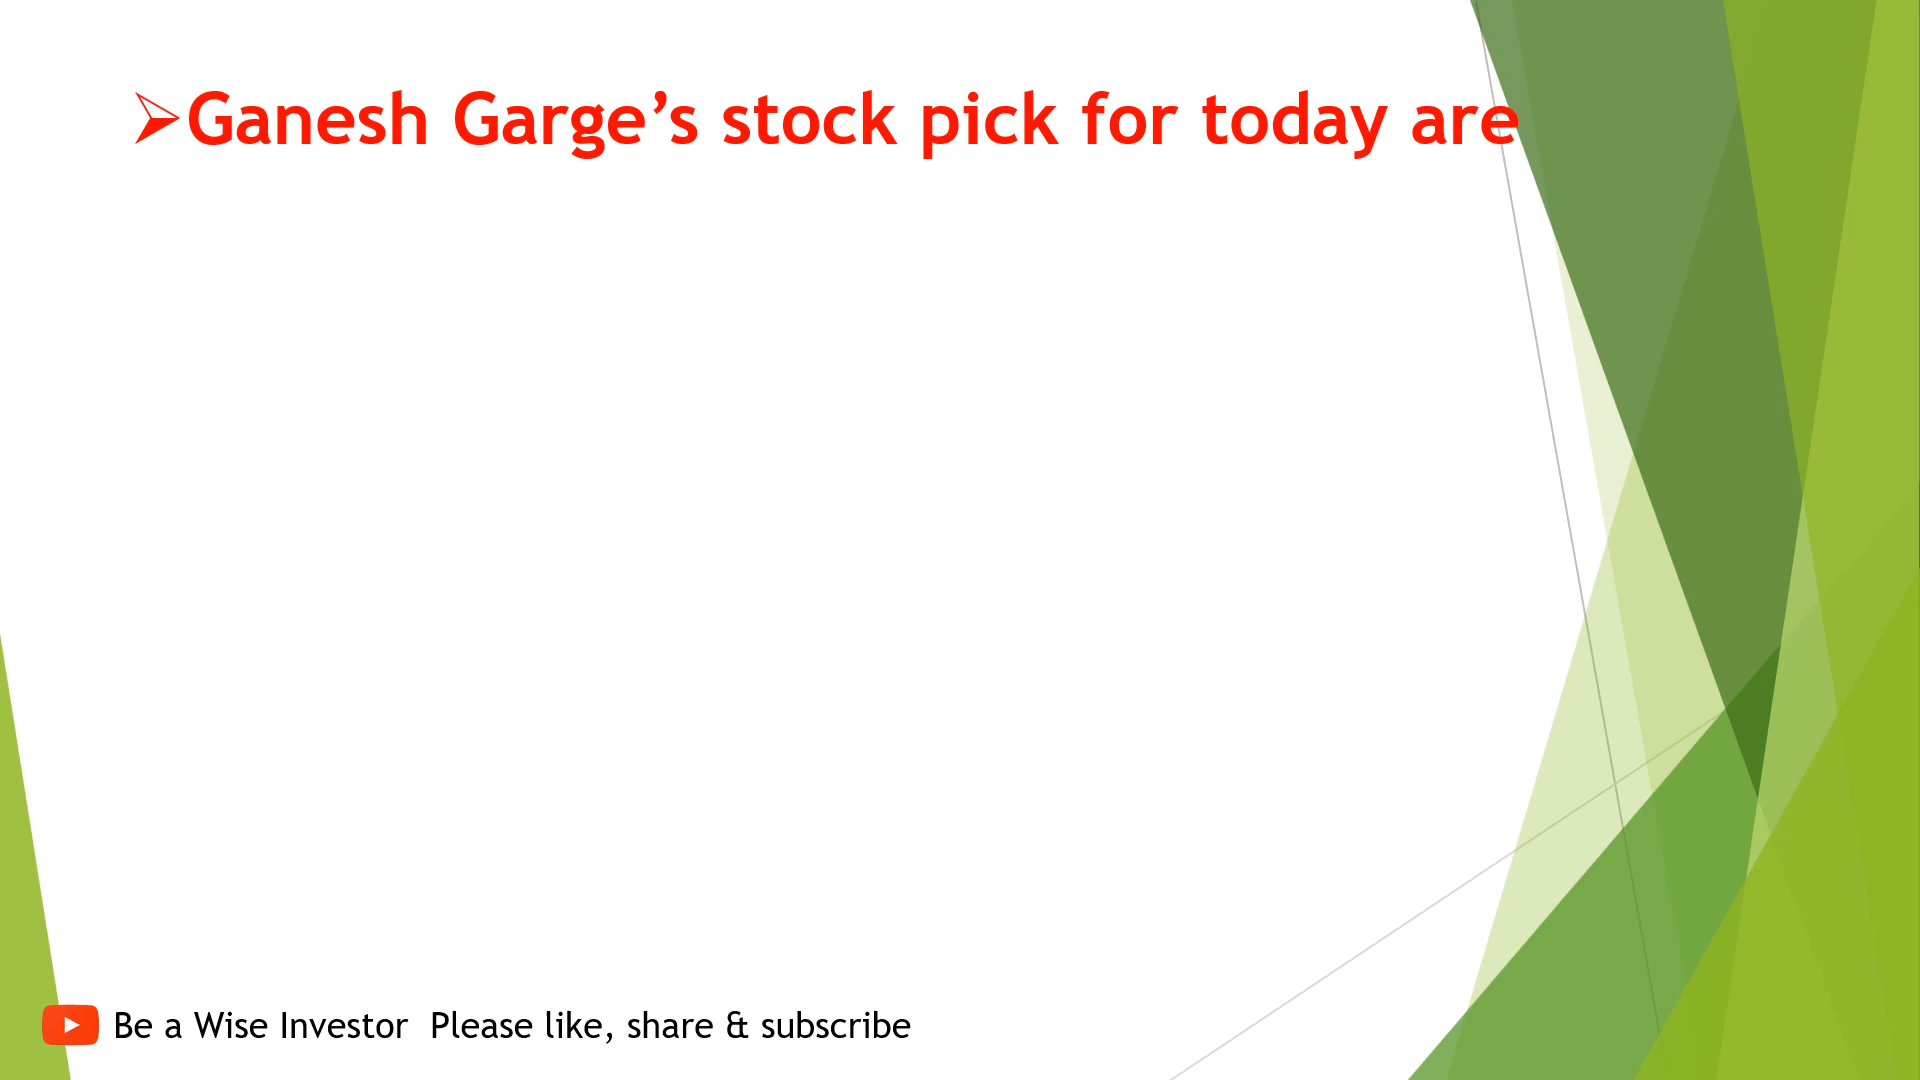 ➢Ganesh Garge’s stock pick for today are
Be a Wise Investor  Please like, share & subscribe